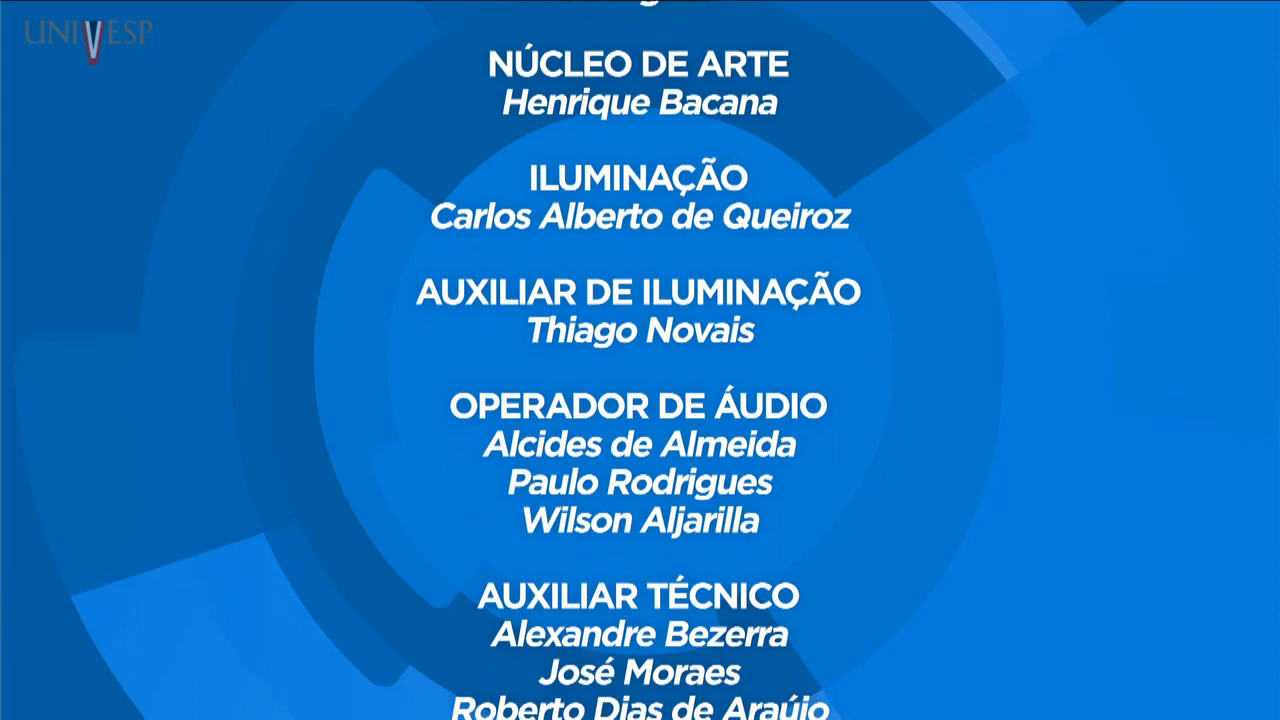 UNIVESP
NÚCLEO DE ARTE
Henrique Bacana
ILUMINAÇÃO
Carlos Alberto de Queiroz
AUXILIAR DE ILUMINAÇÃO
Thiago Novais
OPERADOR DE ÁUDIO
Alcides de Almeida
Paulo Rodrigues
Wilson Aljarilla
AUXILIAR TÉCNICO
Alexandre Bezerra
José Moraes
Roberto Dias de Araújo